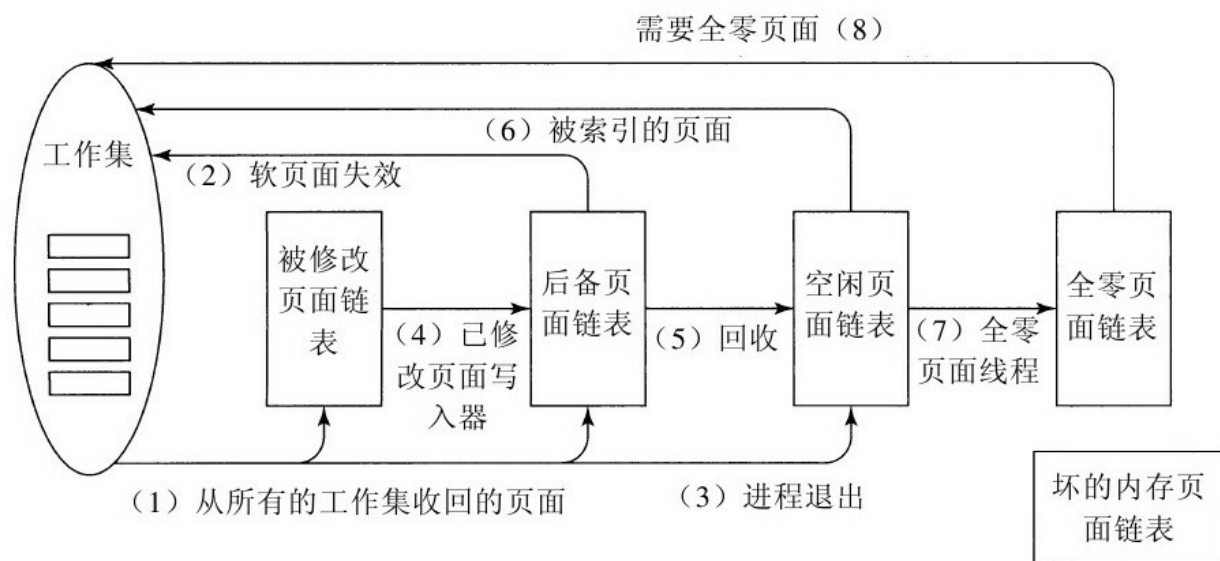 需要全零页面（8）
（6）被索引的页面
工作集
（2）软页面失效
被修改
页面链
表
后备页
面链表
空闲页
面链表
全零页
面链表
（4）已修
改页面写
入器
（5）回收
（7）全零
页面线程
（1）从所有的工作集收回的页面
（3）进程退出
坏的内存页
面链表